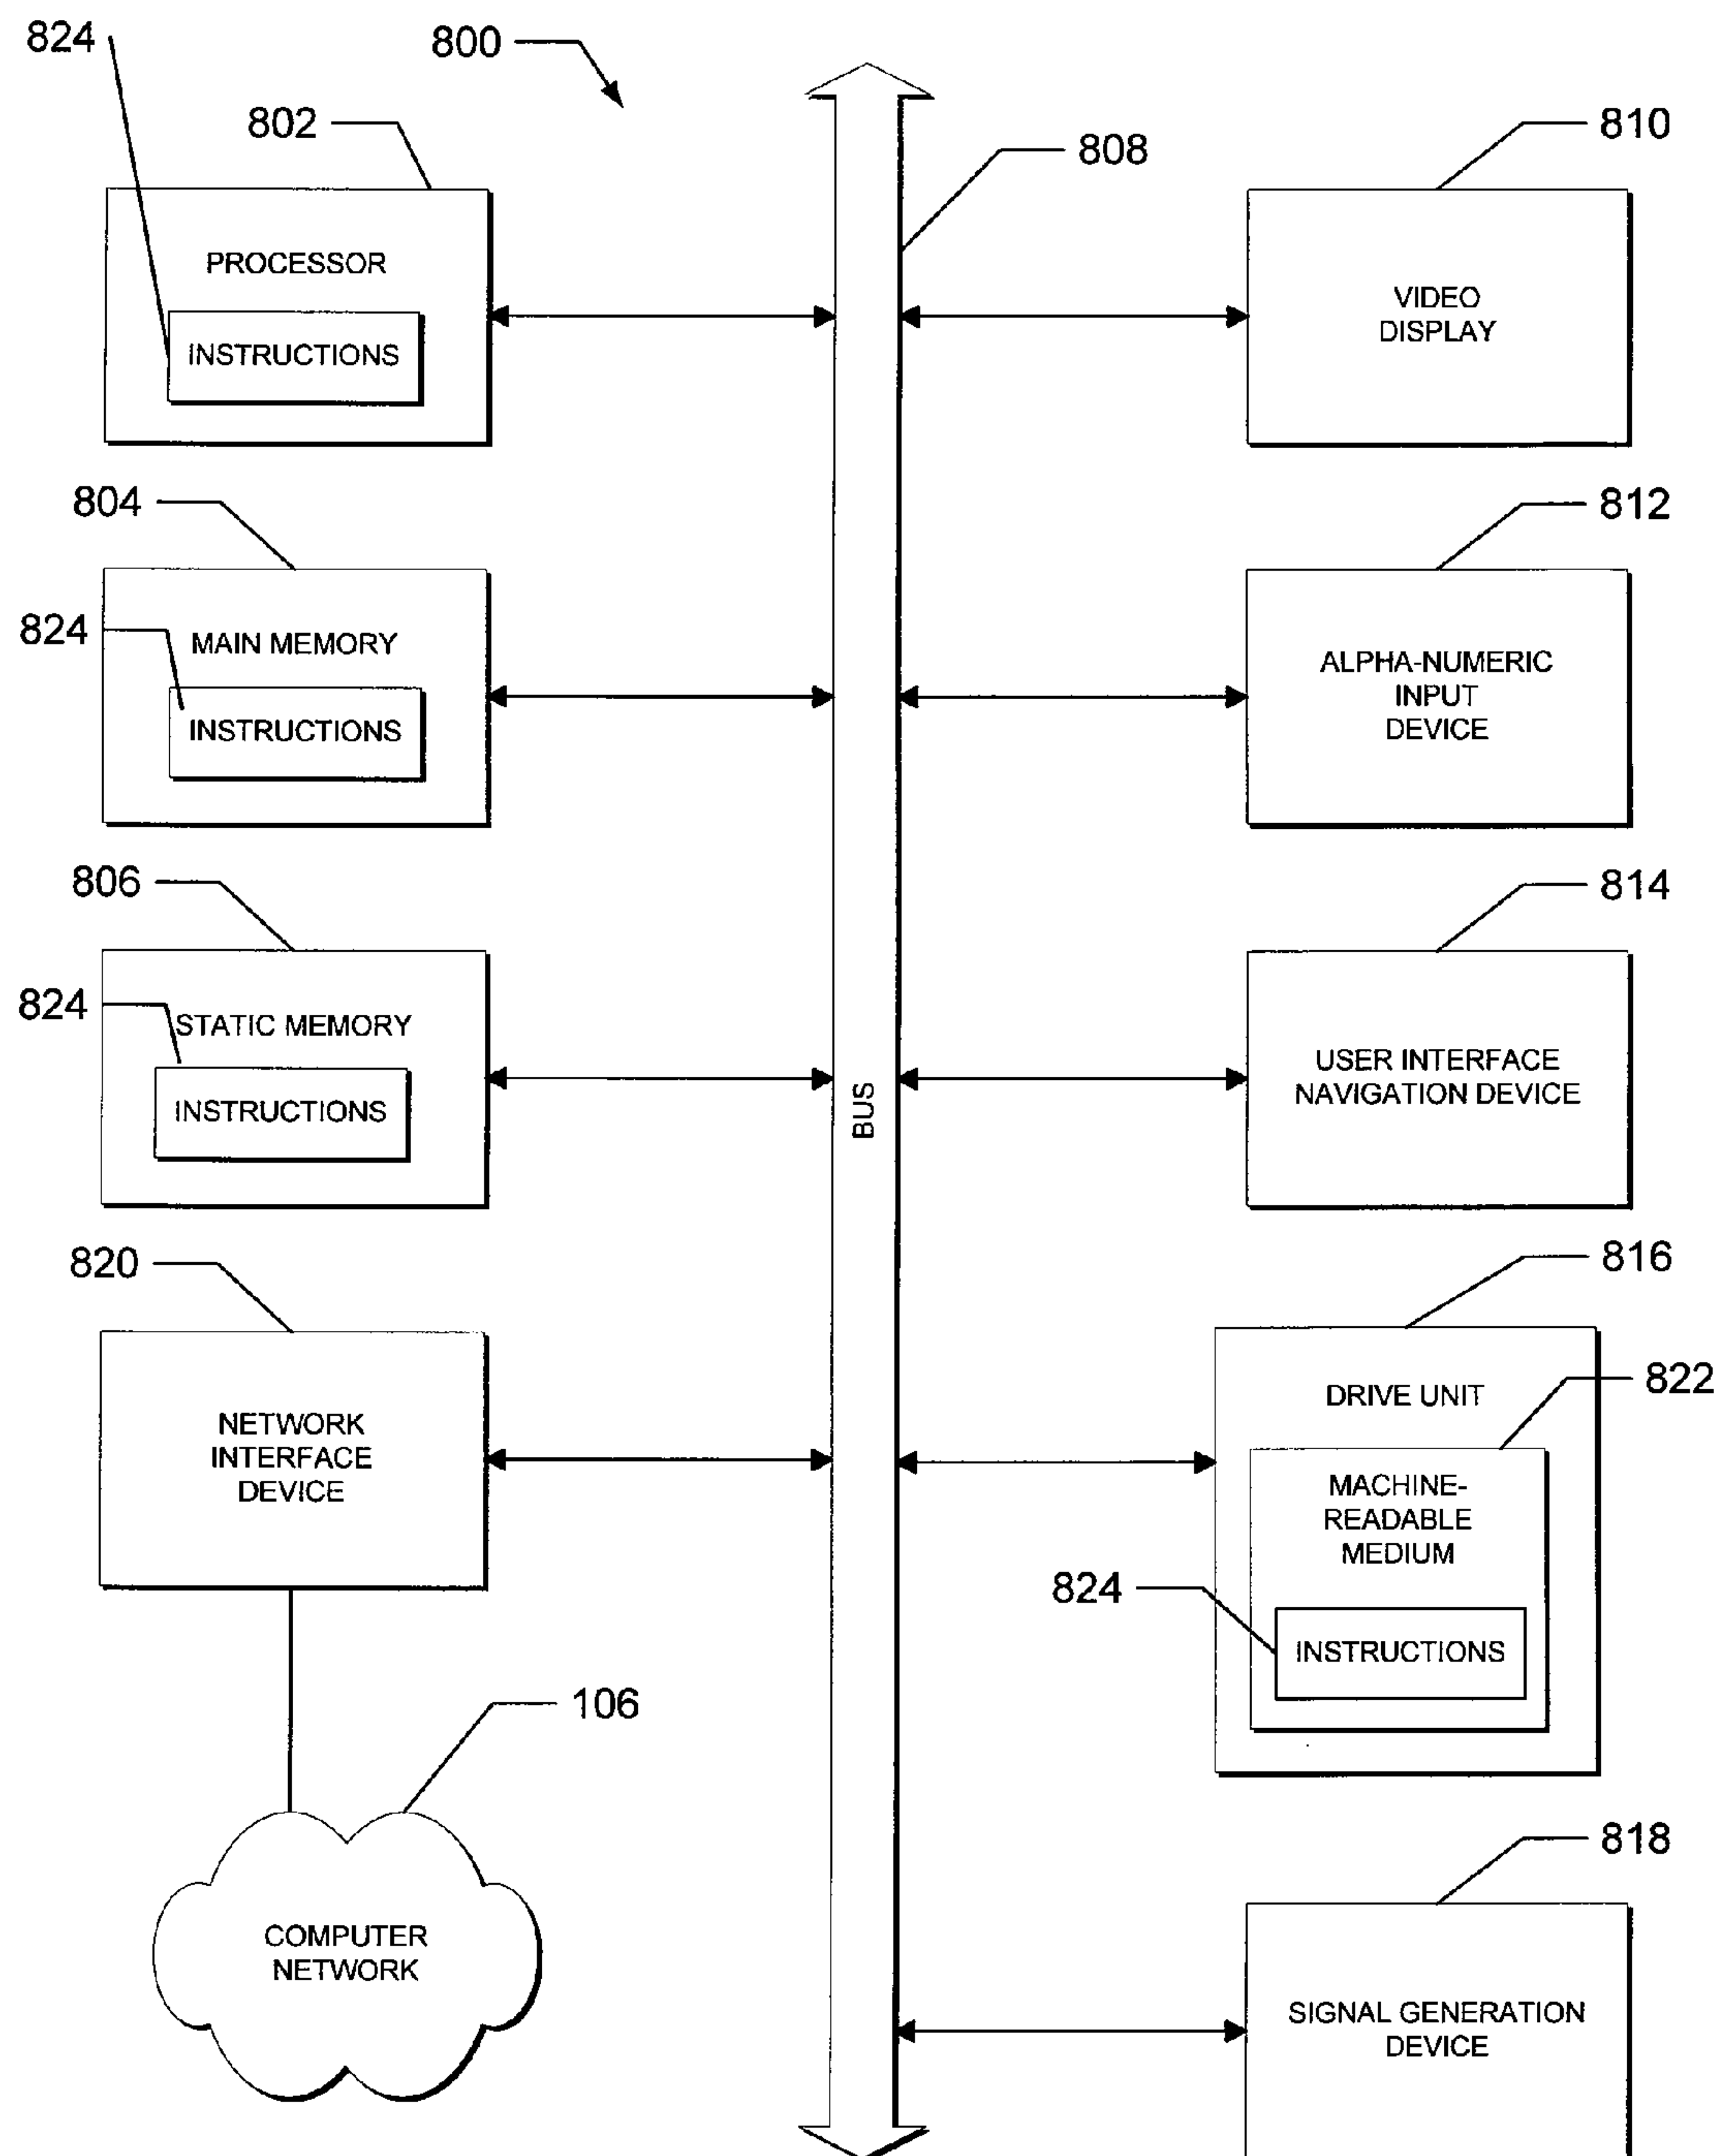 824
800
802
808
810
PROCESSOR
INSTRUCTIONS
VIDEO
DISPLAY
804
812
824
MAIN MEMORY
INSTRUCTIONS
ALPHA-NUMERIC
INPUT
DEVICE
806
814
824
STATIC MEMORY
INSTRUCTIONS
BUS
USER INTERFACE
NAVIGATION DEVICE
820
816
NETWORK
INTERFACE
DEVICE
DRIVE UNIT
822
MACHINE-
READABLE
MEDIUM
824
INSTRUCTIONS
106
COMPUTER
NETWORK
818
SIGNAL GENERATION
DEVICE